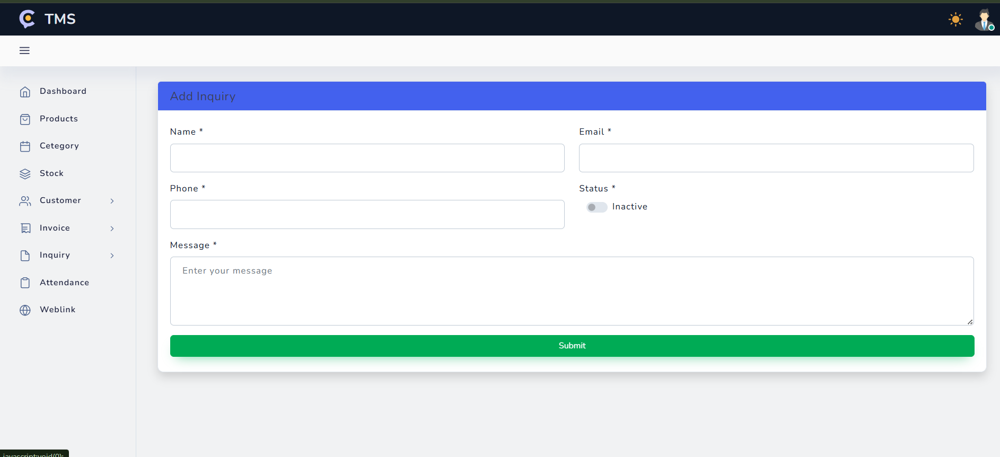 TMS
Dashboard
Products
Cetegory
Stock
Customer
Invoice
Inquiry
Attendance
Weblink
Add Inquiry
Name *
Email *
Phone *
Status *
Inactive
Message *
Enter your message
Submit
javascript:void(0);